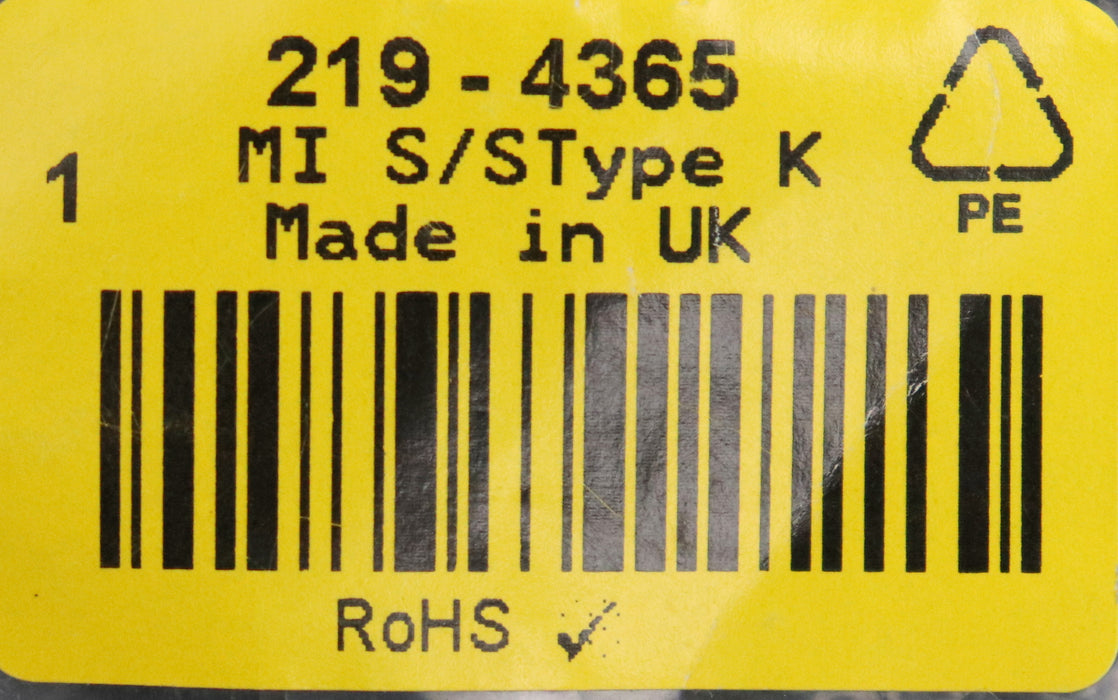 219-4365
MI S/SType K
1
Made in UK
PE
RoHS ✓